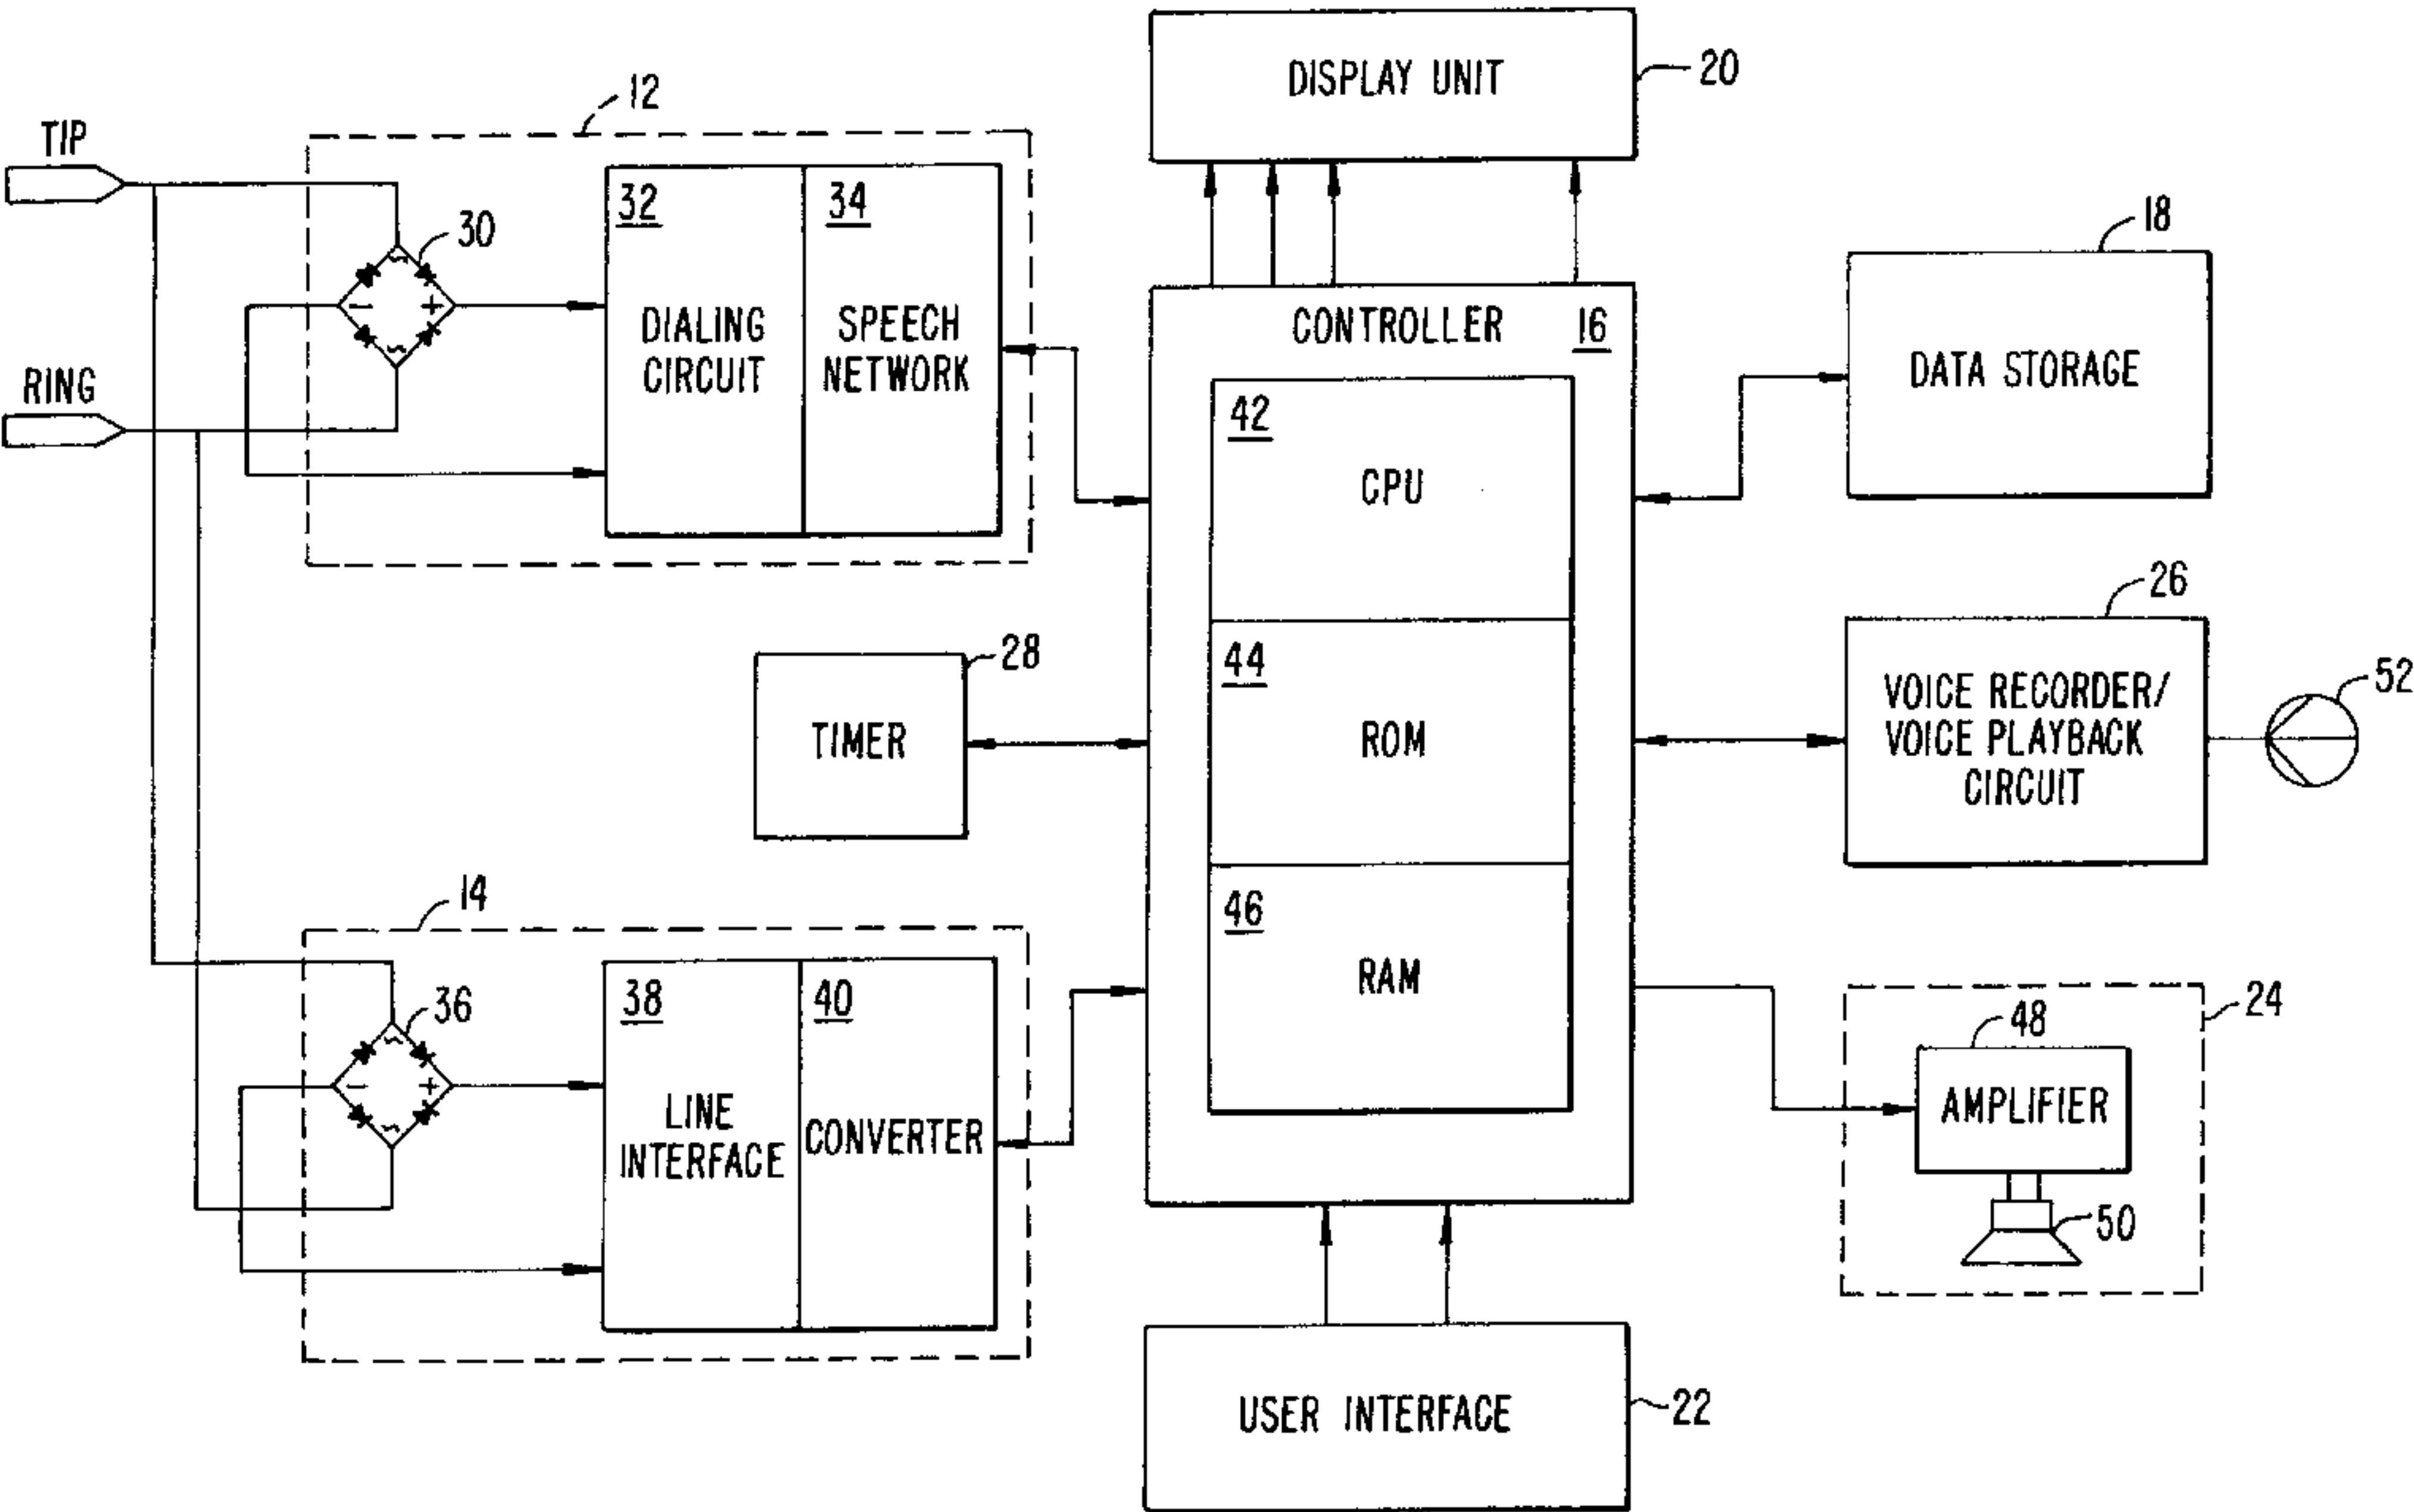 DISPLAY UNIT
20
12
TIP
30
32
34
DIALING
CIRCUIT
SPEECH
NETWORK
RING
CONTROLLER
16
18
DATA STORAGE
42
CPU
28
TIMER
44
ROM
26
VOICE RECORDER/
VOICE PLAYBACK
CIRCUIT
52
14
36
38
40
LINE
INTERFACE
CONVERTER
46
RAM
24
48
AMPLIFIER
50
USER INTERFACE
22